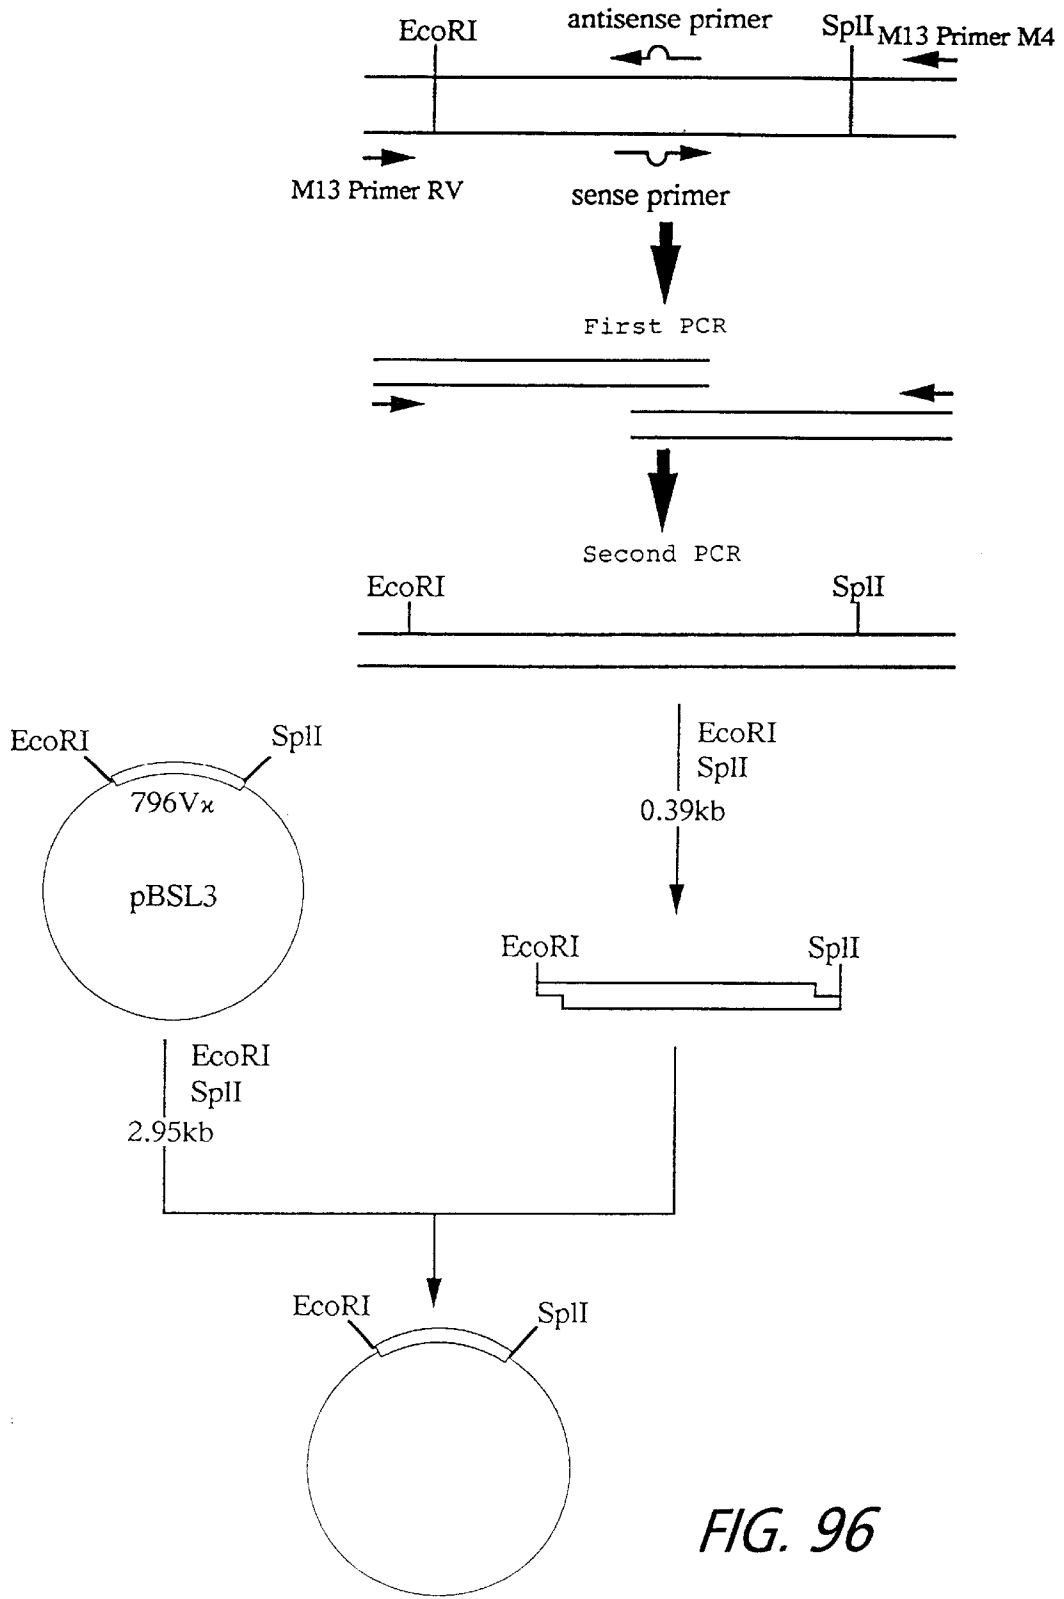 antisense primer
EcoRI
SplI
M13 Primer M4
M13 Primer RV
sense primer
First PCR
Second PCR
EcoRI
SplI
EcoRI
SplI
796Vϰ
pBSL3
EcoRI
SplI
0.39kb
EcoRI
SplI
EcoRI
SplI
2.95kb
EcoRI
SplI
FIG. 96